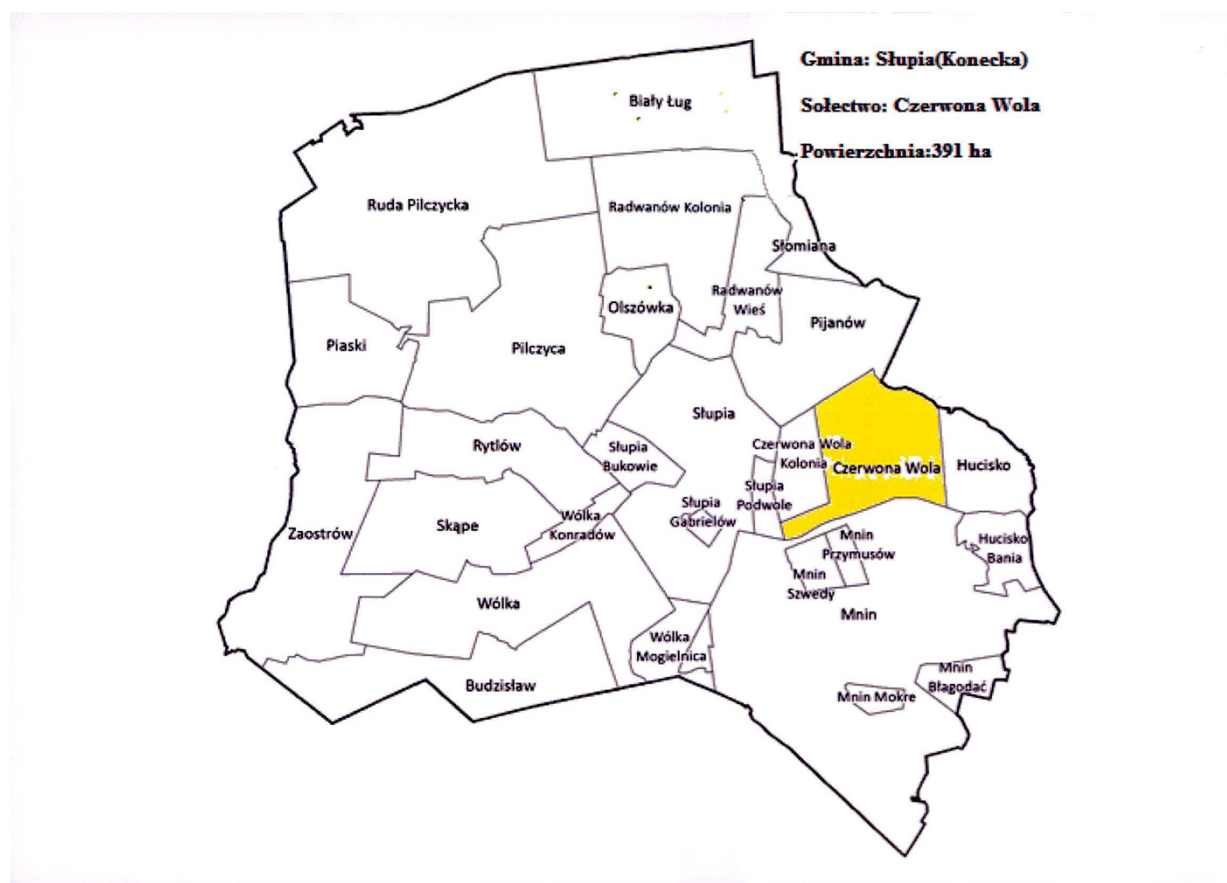 Gmina: Słupia(Konecka)
Sołectwo: Czerwona Wola
Powierzchnia:391 ha
Biały Ług
Ruda Pilczycka
Radwanów Kolonia
Słomiana
Radwanów
Wieś
Olszówka
Pijanów
Piaski
Pilczyca
Słupia
Rytlów
Słupia
Bukowie
Czerwona Wola
Kolonia
Czerwona Wola
Hucisko
Słupia
Podwole
Słupia
Gabrielów
Zaostrów
Skąpe
Wólka
Konradów
Mnin
Przymusów
Hucisko
Bania
Mnin
Szwedy
Wólka
Mnin
Wólka
Mogielnica
Budzisław
Mnin Mokre
Mnin
Błagodać